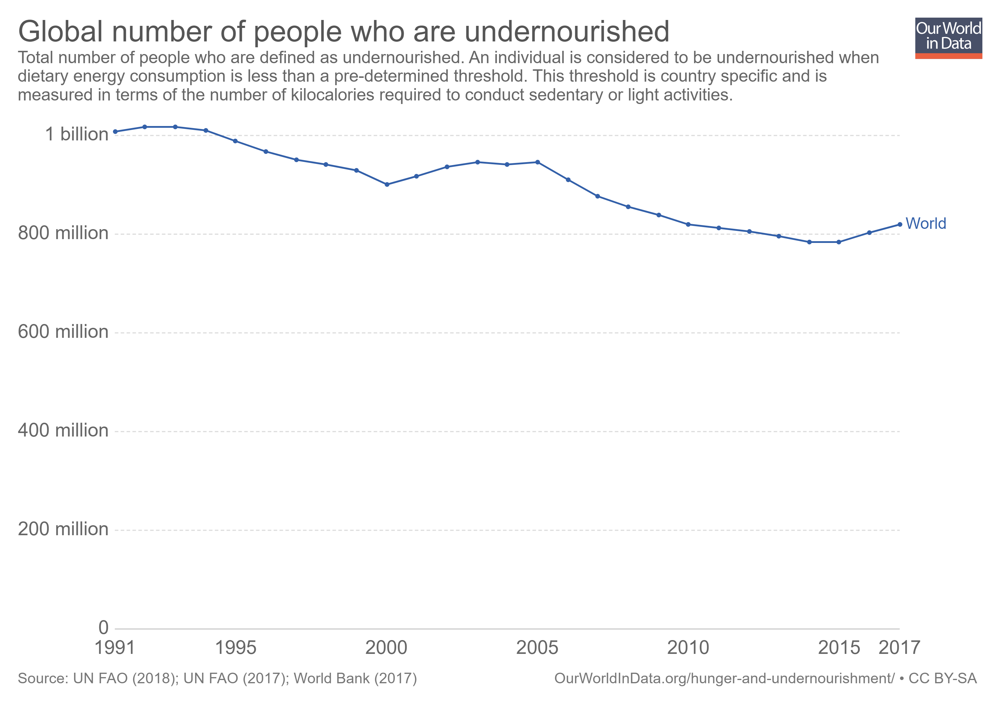 Global number of people who are undernourished
Our World
in Data
Total number of people who are defined as undernourished. An individual is considered to be undernourished when
dietary energy consumption is less than a pre-determined threshold. This threshold is country specific and is
measured in terms of the number of kilocalories required to conduct sedentary or light activities.
1 billion
800 million
World
600 million
400 million
200 million
0
1991 1995 2000 2005 2010 2015 2017
Source: UN FAO (2018); UN FAO (2017); World Bank (2017)
OurWorldInData.org/hunger-and-undernourishment/ • CC BY-SA